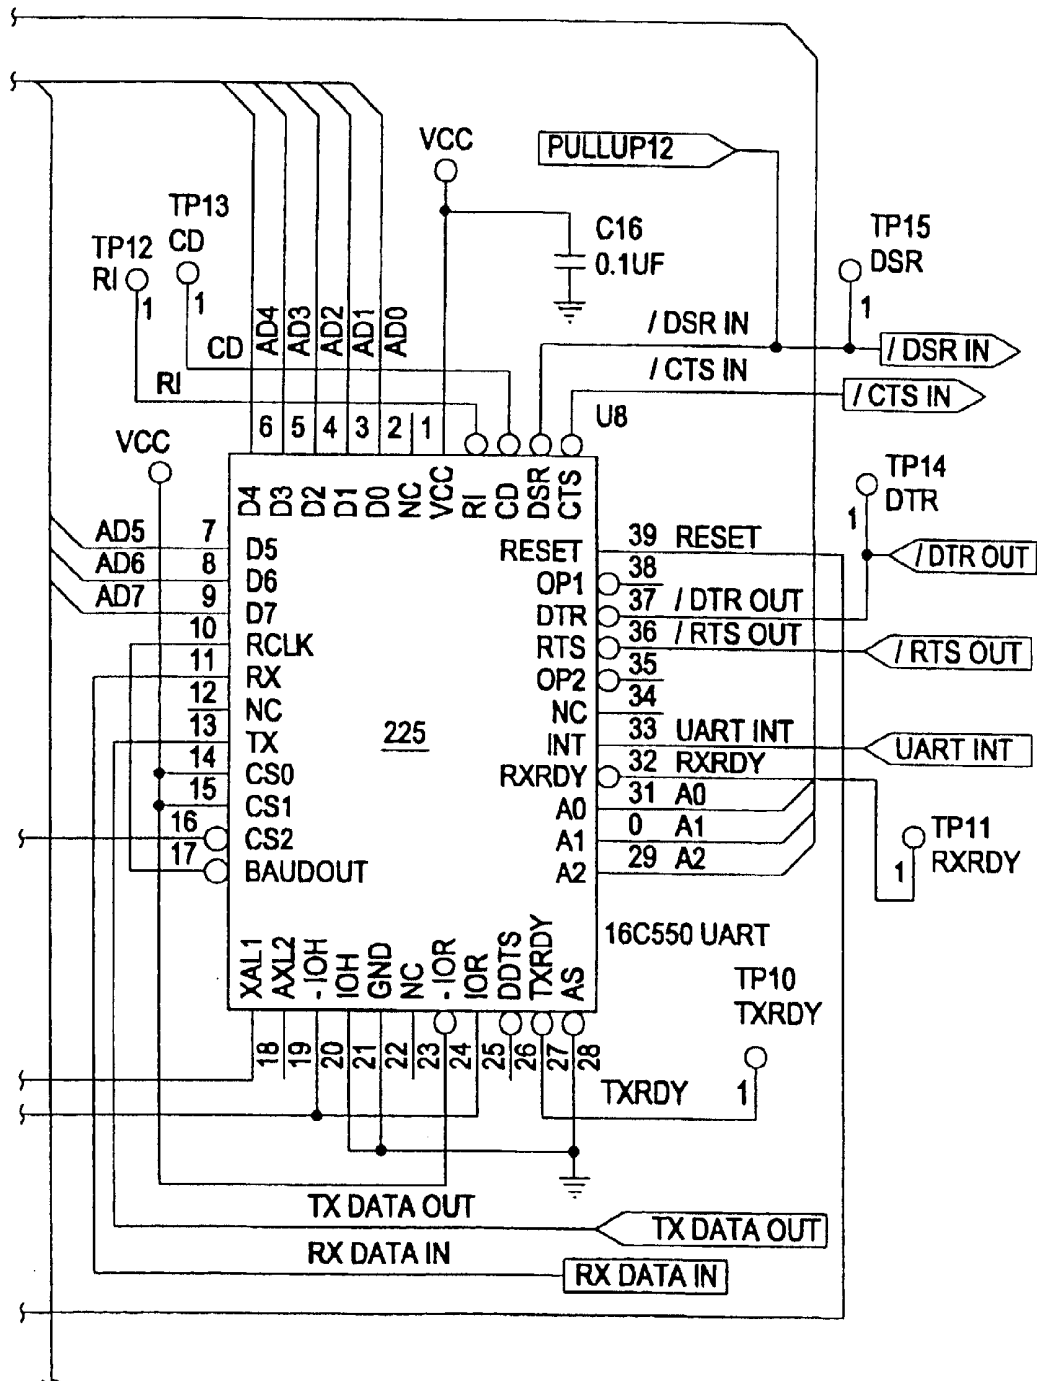 VCC
PULLUP12
TP13
CD
TP12
RI
1
1
C16
0.1UF
TP15
DSR
1
AD4
AD3
AD2
AD1
AD0
CD
RI
/ DSR IN
/ DSR IN
/ CTS IN
/ CTS IN
U8
6 5 4 3 2 1
VCC
D4 D3 D2 D1 D0 NC VCC RI CD DSR CTS
TP14
DTR
1
AD5 7 D5
AD6 8 D6
AD7 9 D7
10 RCLK
11 RX
12 NC
13 TX
14 CS0
15 CS1
16 CS2
17 BAUDOUT
225
RESET 39 RESET
OP1 38
DTR 37 / DTR OUT
/ DTR OUT
RTS 36 / RTS OUT
/ RTS OUT
OP2 35
NC 34
INT 33 UART INT
UART INT
RXRDY 32 RXRDY
A0 31 A0
A1 0 A1
A2 29 A2
TP11
RXRDY
1
16C550 UART
XAL1 AXL2 - IOH IOH GND NC - IOR IOR DDTS TXRDY AS
18 19 20 21 22 23 24 25 26 27 28
TP10
TXRDY
1
TXRDY
TX DATA OUT
TX DATA OUT
RX DATA IN
RX DATA IN